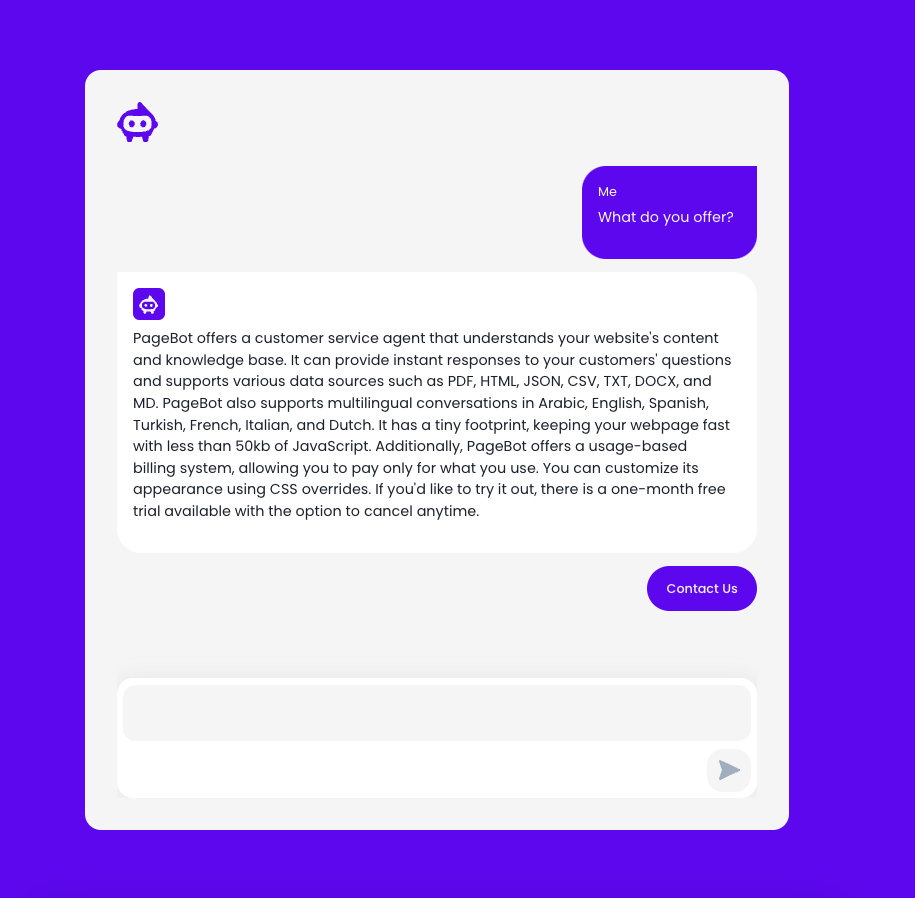 Me
What do you offer?
PageBot offers a customer service agent that understands your website's content
and knowledge base. It can provide instant responses to your customers' questions
and supports various data sources such as PDF, HTML, JSON, CSV, TXT, DOCX, and
MD. PageBot also supports multilingual conversations in Arabic, English, Spanish,
Turkish, French, Italian, and Dutch. It has a tiny footprint, keeping your webpage fast
with less than 50kb of JavaScript. Additionally, PageBot offers a usage-based
billing system, allowing you to pay only for what you use. You can customize its
appearance using CSS overrides. If you'd like to try it out, there is a one-month free
trial available with the option to cancel anytime.
Contact Us